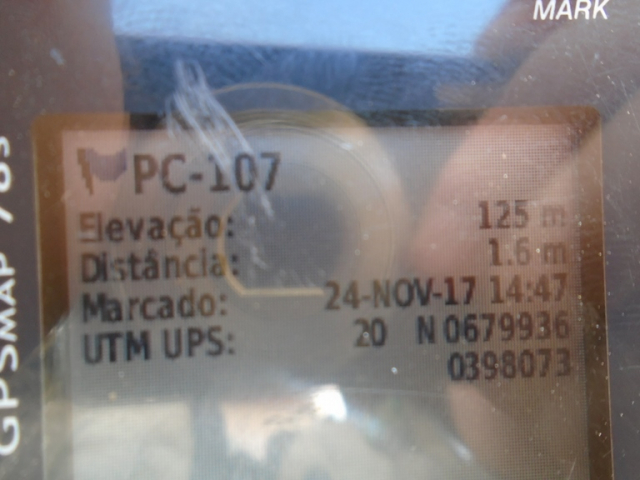 MARK
GPSMAP 78s
PC-107
Elevação: 125 m
Distância: 1.6 m
Marcado: 24-NOV-17 14:47
UTM UPS: 20 N 0679936
0398073